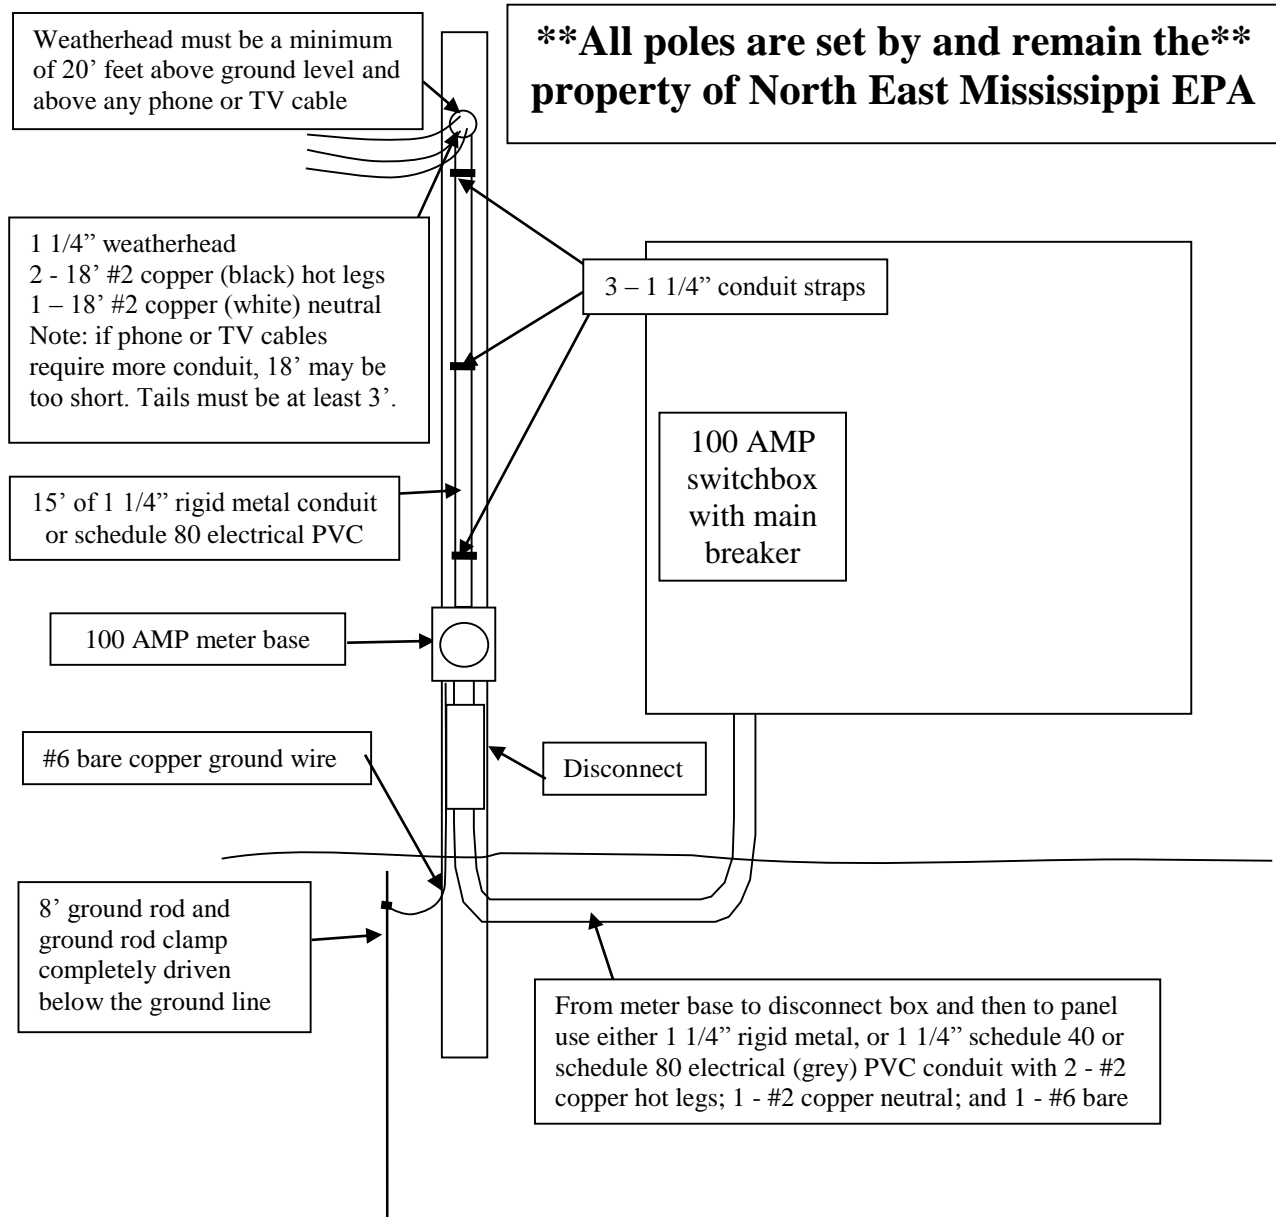 Weatherhead must be a minimum
of 20’ feet above ground level and
above any phone or TV cable
**All poles are set by and remain the**
property of North East Mississippi EPA
1 1/4” weatherhead
2 - 18’ #2 copper (black) hot legs
1 – 18’ #2 copper (white) neutral
Note: if phone or TV cables
require more conduit, 18’ may be
too short. Tails must be at least 3’.
3 – 1 1/4” conduit straps
100 AMP
switchbox
with main
breaker
15’ of 1 1/4” rigid metal conduit
or schedule 80 electrical PVC
100 AMP meter base
#6 bare copper ground wire
Disconnect
8’ ground rod and
ground rod clamp
completely driven
below the ground line
From meter base to disconnect box and then to panel
use either 1 1/4” rigid metal, or 1 1/4” schedule 40 or
schedule 80 electrical (grey) PVC conduit with 2 - #2
copper hot legs; 1 - #2 copper neutral; and 1 - #6 bare